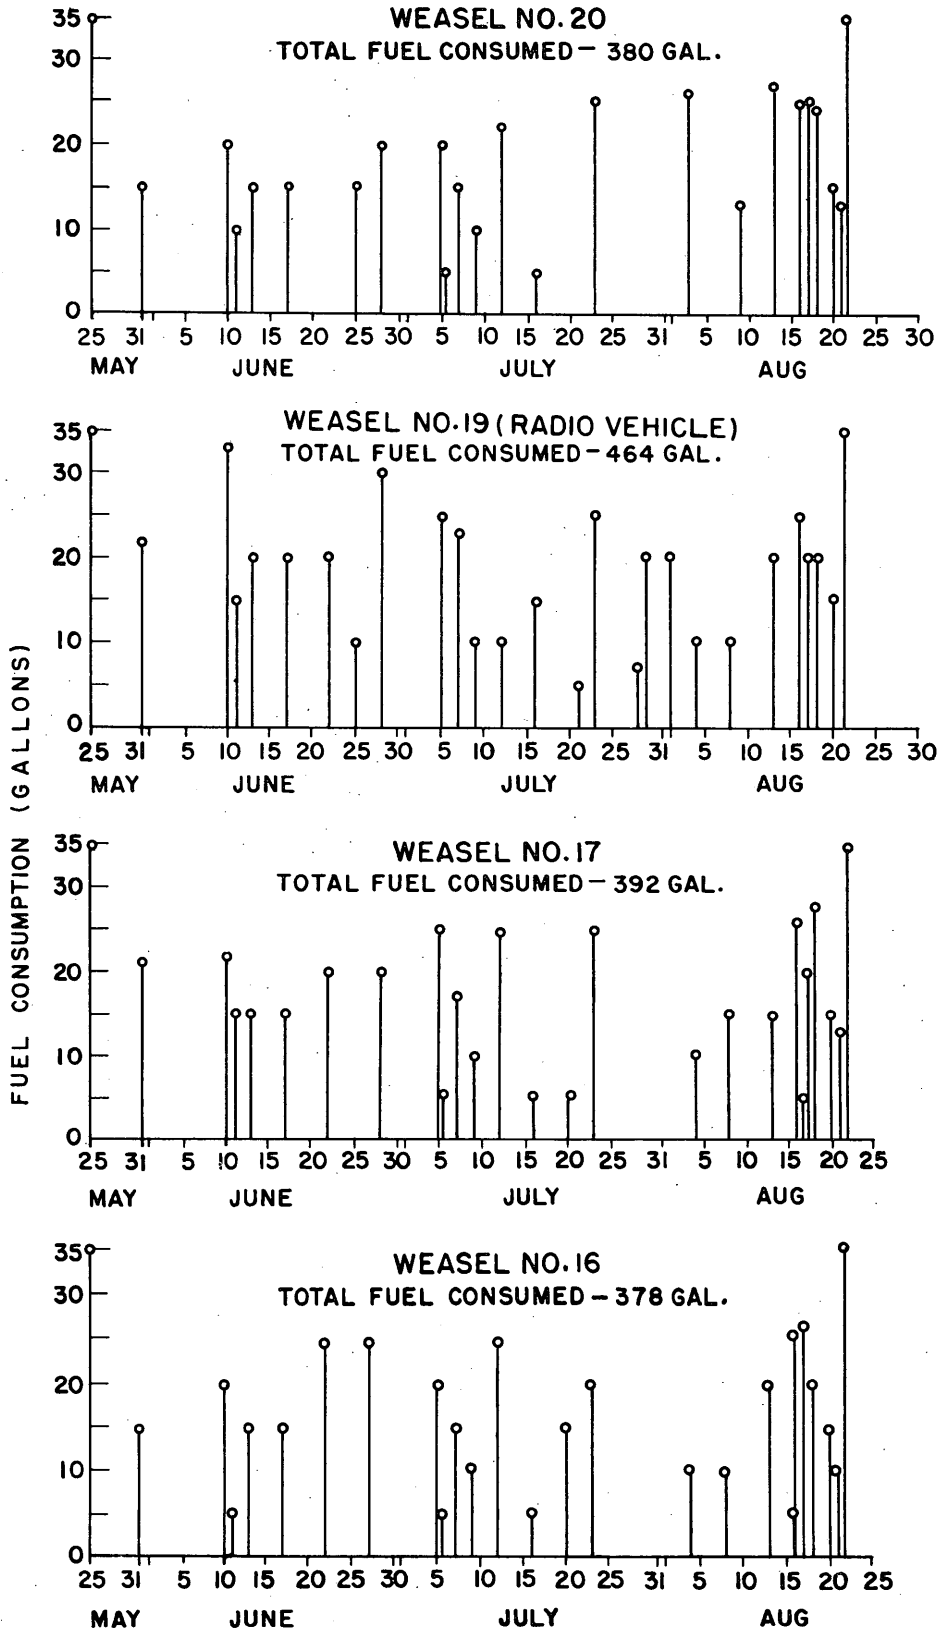 WEASEL NO. 20
TOTAL FUEL CONSUMED - 380 GAL.
35
30
20
10
0
25 31 5 10 15 20 25 30 5 10 15 20 25 31 5 10 15 20 25 30
MAY JUNE JULY AUG
WEASEL NO. 19 (RADIO VEHICLE)
TOTAL FUEL CONSUMED - 464 GAL.
35
30
20
10
0
25 31 5 10 15 20 25 30 5 10 15 20 25 31 5 10 15 20 25 30
MAY JUNE JULY AUG
FUEL CONSUMPTION (GALLONS)
WEASEL NO. 17
TOTAL FUEL CONSUMED - 392 GAL.
35
30
20
10
0
25 31 5 10 15 20 25 30 5 10 15 20 25 31 5 10 15 20 25
MAY JUNE JULY AUG
WEASEL NO. 16
TOTAL FUEL CONSUMED - 378 GAL.
35
30
20
10
0
25 31 5 10 15 20 25 30 5 10 15 20 25 31 5 10 15 20 25
MAY JUNE JULY AUG